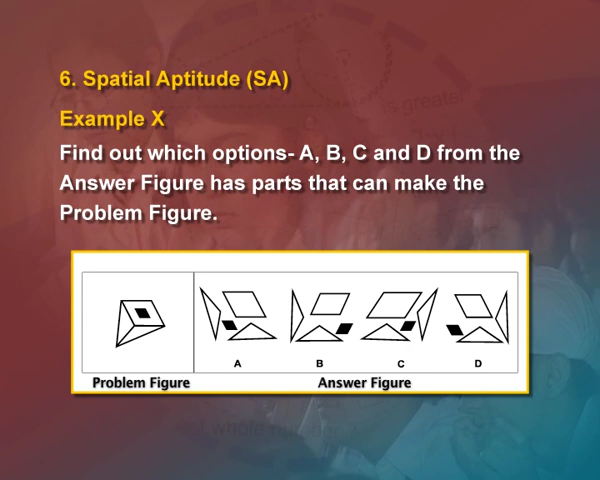 6. Spatial Aptitude (SA)
Example X
Find out which options- A, B, C and D from the
Answer Figure has parts that can make the
Problem Figure.
A B C D
Problem Figure Answer Figure